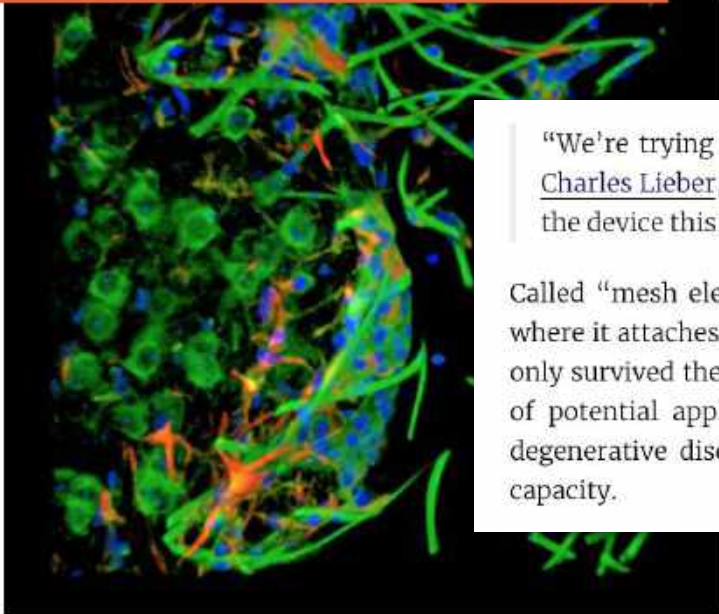 “We’re trying
Charles Lieber
the device this
Called “mesh ele
where it attaches
only survived the
of potential app
degenerative dise
capacity.